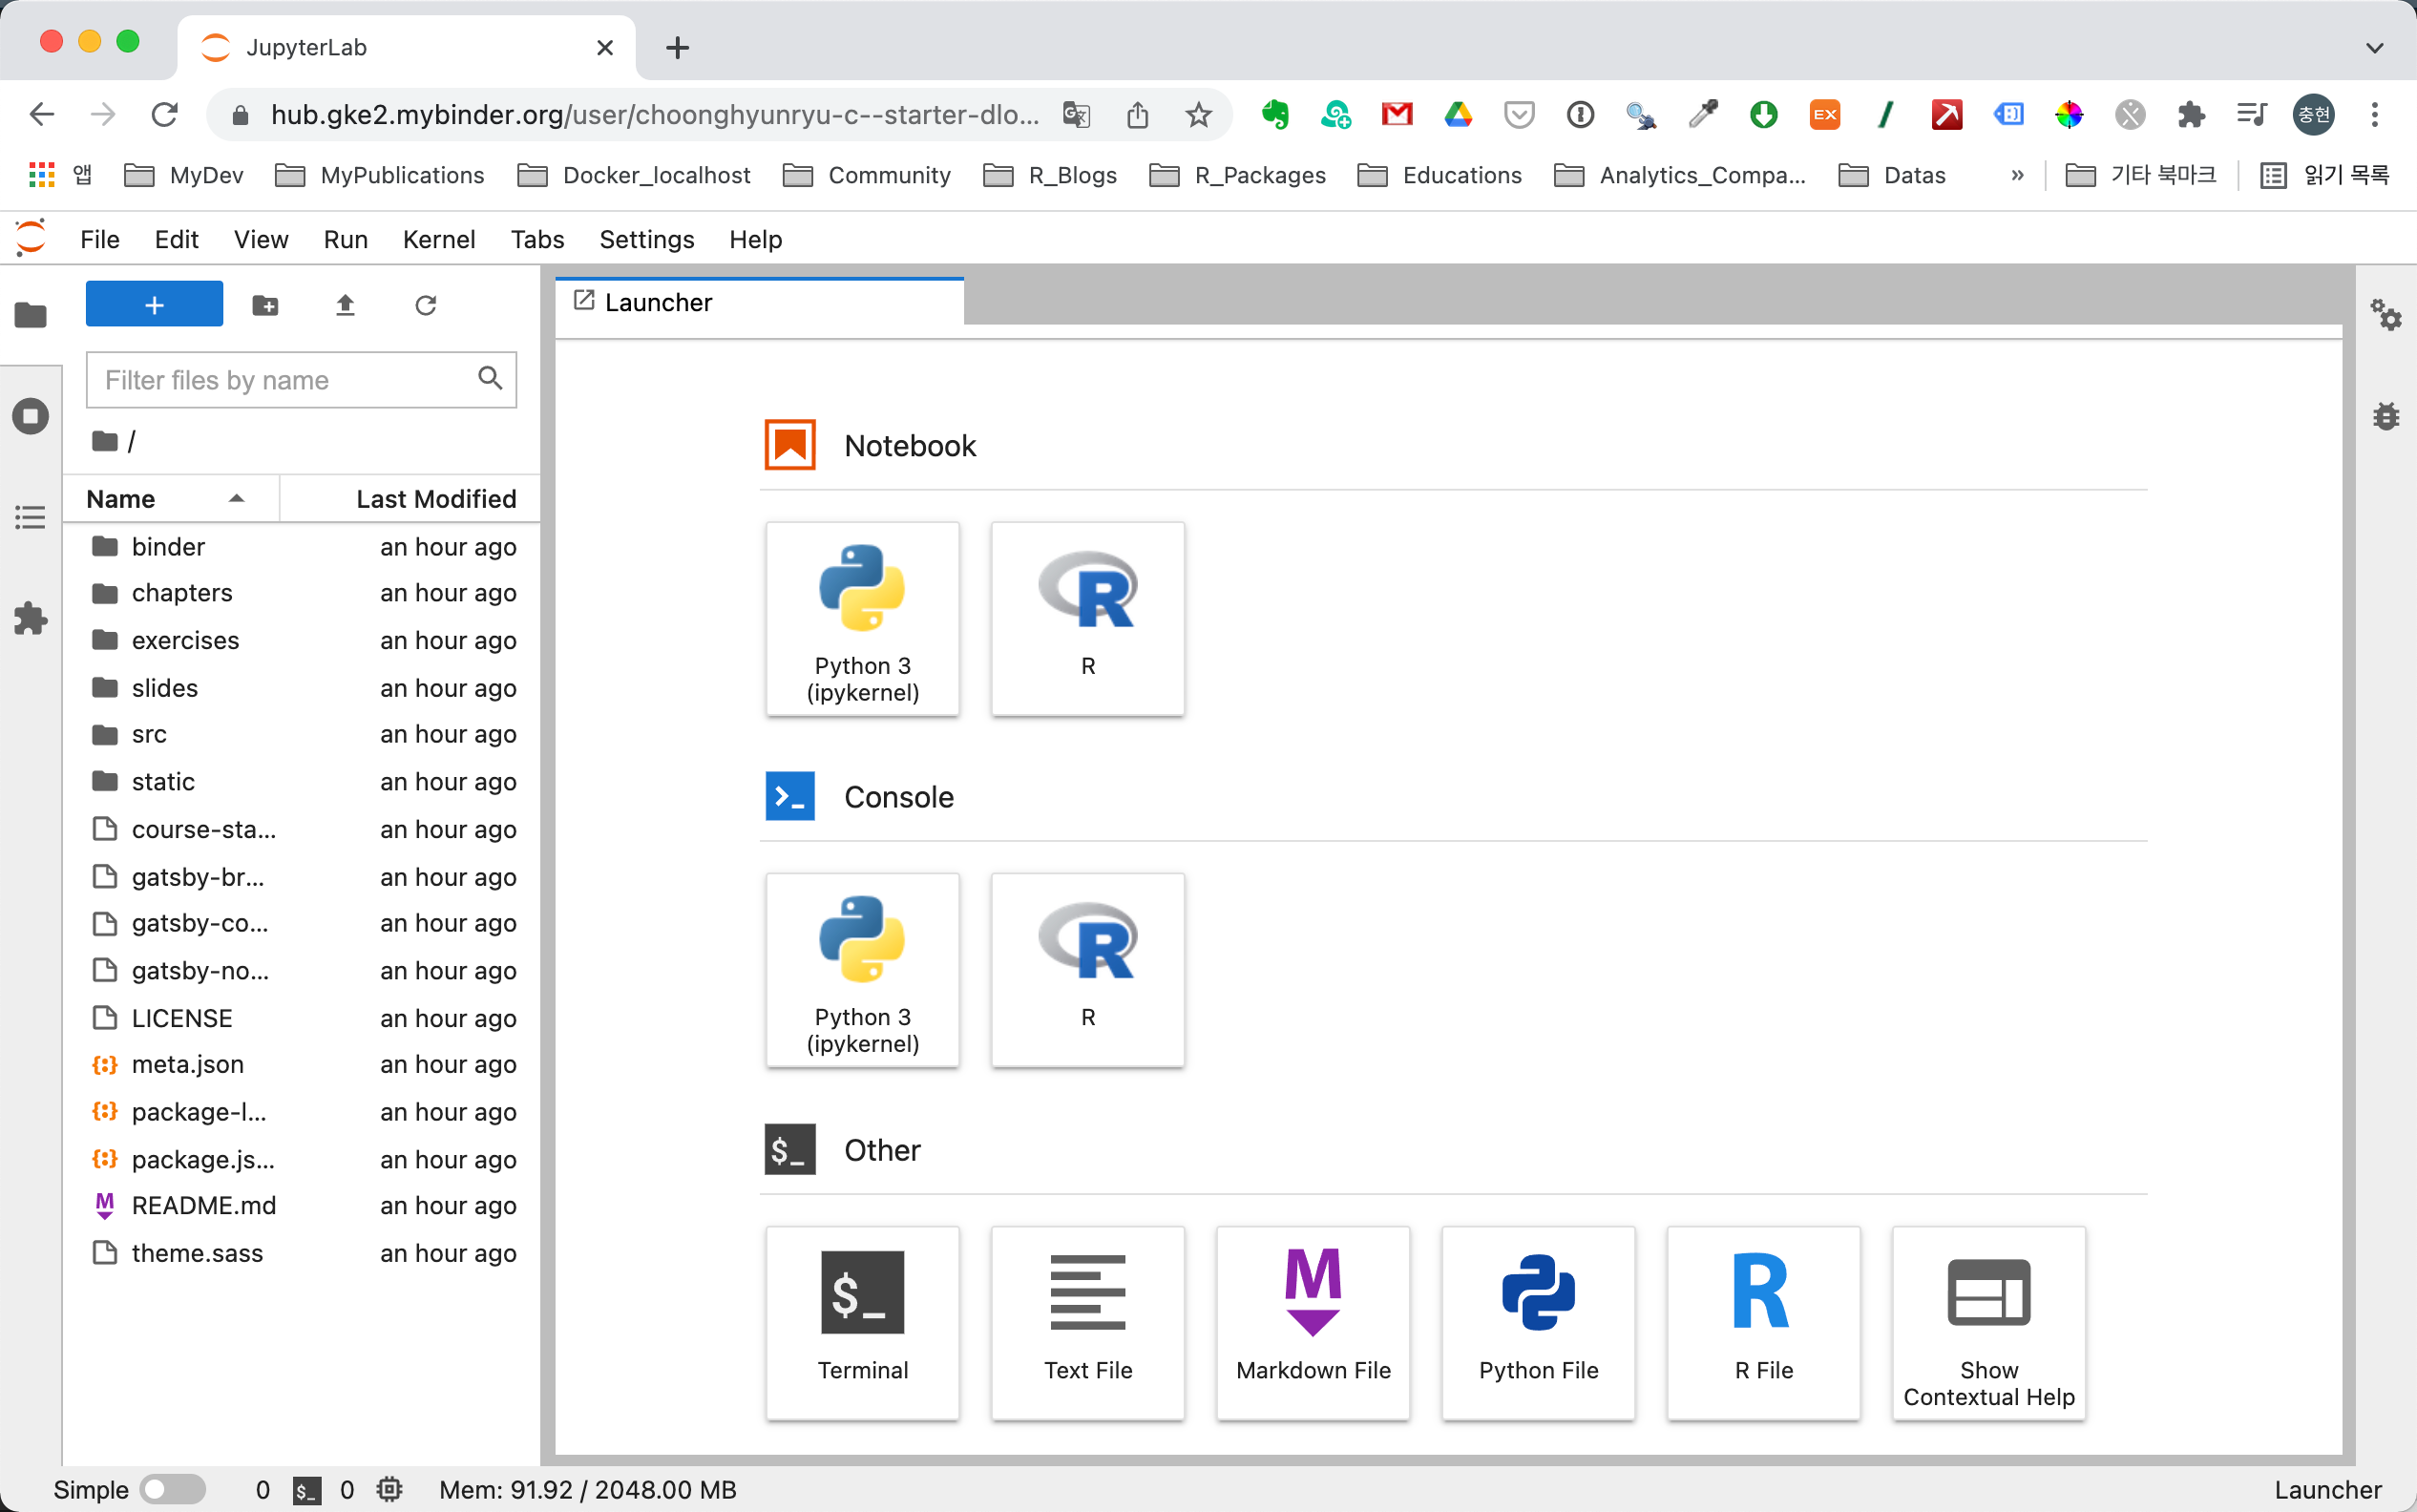 JupyterLab
hub.gke2.mybinder.org/user/choonghyunryu-c--starter-dlo...
EX
충현
앱
MyDev
MyPublications
Docker_localhost
Community
R_Blogs
R_Packages
Educations
Analytics_Compa...
Datas
»
기타 북마크
읽기 목록
File Edit View Run Kernel Tabs Settings Help
Launcher
Filter files by name
/
Name Last Modified
binder an hour ago
chapters an hour ago
exercises an hour ago
slides an hour ago
src an hour ago
static an hour ago
course-sta... an hour ago
gatsby-br... an hour ago
gatsby-co... an hour ago
gatsby-no... an hour ago
LICENSE an hour ago
meta.json an hour ago
package-l... an hour ago
package.js... an hour ago
README.md an hour ago
theme.sass an hour ago
Notebook
Python 3
(ipykernel)
R
Console
Python 3
(ipykernel)
R
$_ Other
$_
Terminal
Text File
M
Markdown File
Python File
R
R File
Show
Contextual Help
Simple 0 $_ 0 Mem: 91.92 / 2048.00 MB
Launcher